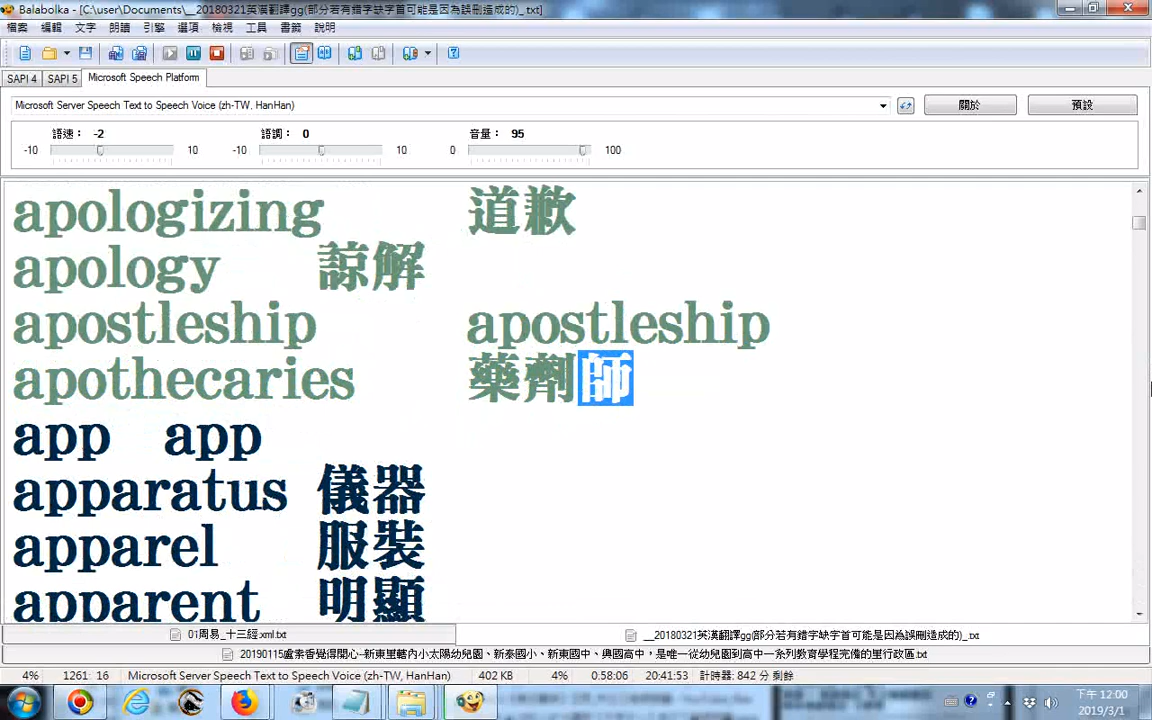 Balabolka - [C:\user\Documents\__20180321英漢翻譯gg(部分若有錯字缺字首可能是因為誤刪造成的)_.txt]
檔案 編輯 文字 朗讀 引擎 選項 檢視 工具 書籤 說明
SAPI 4 SAPI 5 Microsoft Speech Platform
Microsoft Server Speech Text to Speech Voice (zh-TW, HanHan) 關於 預設
語速： -2 語調： 0 音量： 95
-10 10 -10 10 0 100
apologizing 道歉
apology 諒解
apostleship apostleship
apothecaries 藥劑師
app app
apparatus 儀器
apparel 服裝
apparent 明顯
01周易_十三經.xml.txt __20180321英漢翻譯gg(部分若有錯字缺字首可能是因為誤刪造成的)_.txt
20190115盧素香覺得開心-新東里轄內小太陽幼兒園、新泰國小、新東國中、興國高中，是唯一從幼兒園到高中一系列教育學程完備的里行政區.txt
4% 1261: 16 Microsoft Server Speech Text to Speech Voice (zh-TW, HanHan) 402 KB 4% 0:58:06 20:41:53 計時器: 842 分 剩餘
下午 12:00
2019/3/1